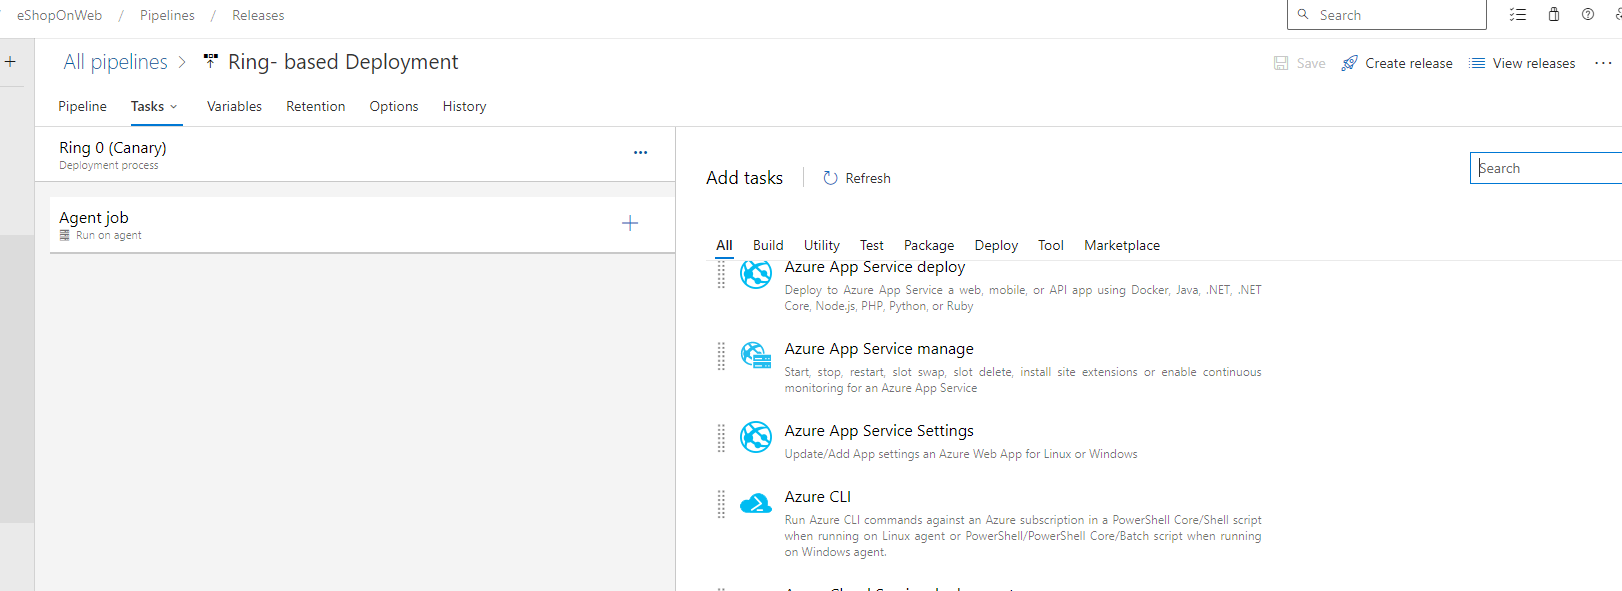 eShopOnWeb / Pipelines / Releases
Search
All pipelines > Ring- based Deployment
Save Create release View releases ...
Pipeline Tasks Variables Retention Options History
Ring 0 (Canary)
Deployment process
Agent job
Run on agent
Add tasks Refresh
Search
All Build Utility Test Package Deploy Tool Marketplace
Azure App Service deploy
Deploy to Azure App Service a web, mobile, or API app using Docker, Java, .NET, .NET
Core, Node.js, PHP, Python, or Ruby
Azure App Service manage
Start, stop, restart, slot swap, slot delete, install site extensions or enable continuous
monitoring for an Azure App Service
Azure App Service Settings
Update/Add App settings an Azure Web App for Linux or Windows
Azure CLI
Run Azure CLI commands against an Azure subscription in a PowerShell Core/Shell script
when running on Linux agent or PowerShell/PowerShell Core/Batch script when running
on Windows agent.